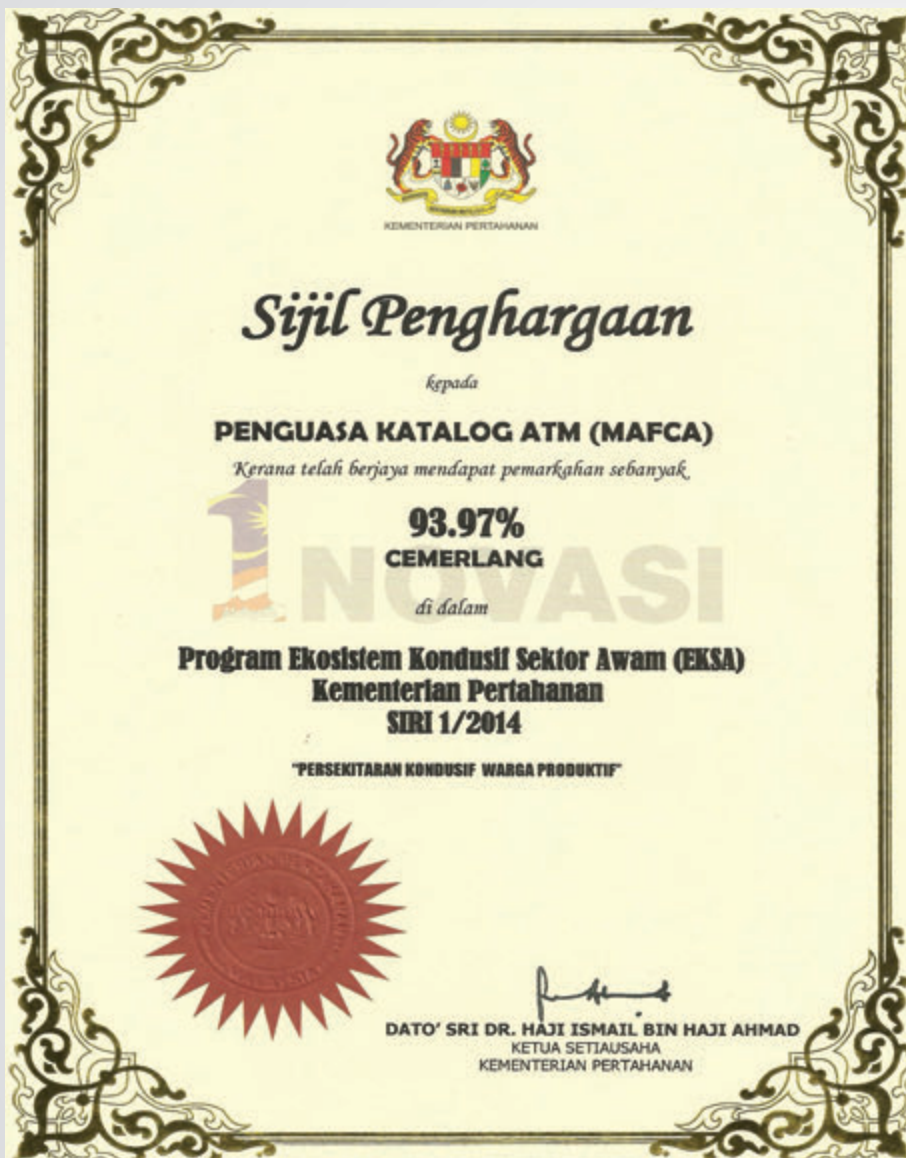 KEMENTERIAN PERTAHANAN
Sijil Penghargaan
kepada
PENGUASA KATALOG ATM (MAFCA)
Kerana telah berjaya mendapat pemarkahan sebanyak
93.97%
CEMERLANG
1NOVASI
di dalam
Program Ekosistem Kondusif Sektor Awam (EKSA)
Kementerian Pertahanan
SIRI 1/2014
"PERSEKITARAN KONDUSIF WARGA PRODUKTIF"
DATO' SRI DR. HAJI ISMAIL BIN HAJI AHMAD
KETUA SETIAUSAHA
KEMENTERIAN PERTAHANAN